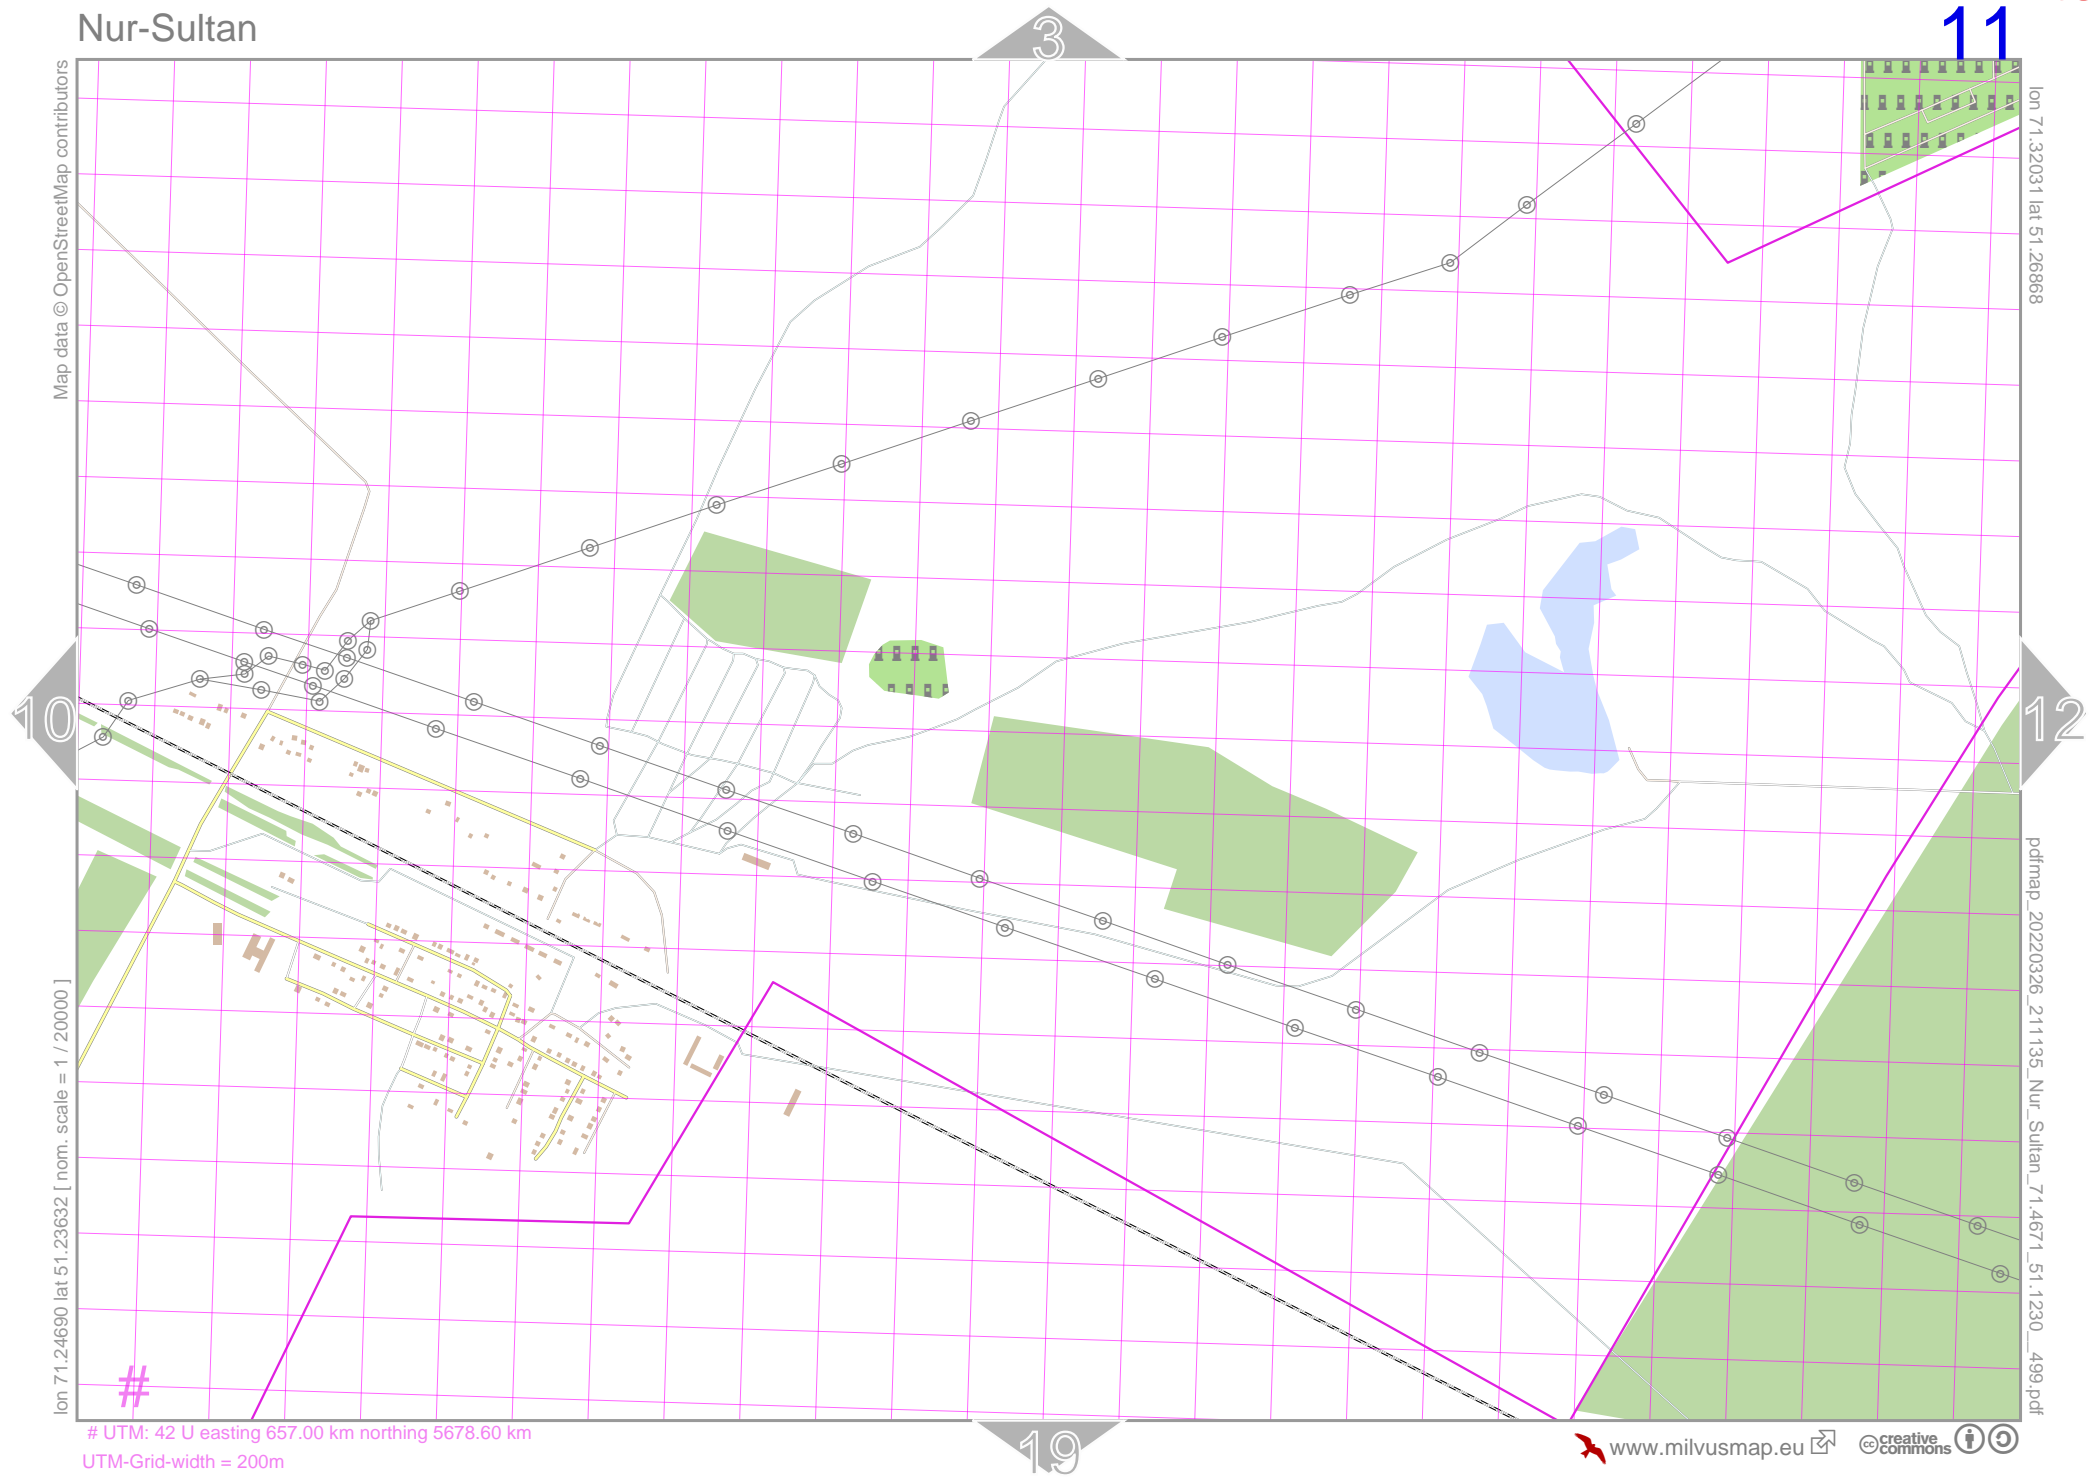 Nur-Sultan
3
11
Map data © OpenStreetMap contributors
lon 71.32031 lat 51.26868
10
12
lon 71.24690 lat 51.23632 [ nom. scale = 1 / 20000 ]
pdfmap_20220326_211135_Nur_Sultan_71.4671_51.1230__499.pdf
#
# UTM: 42 U easting 657.00 km northing 5678.60 km
UTM-Grid-width = 200m
19
www.milvusmap.eu
cc creative commons